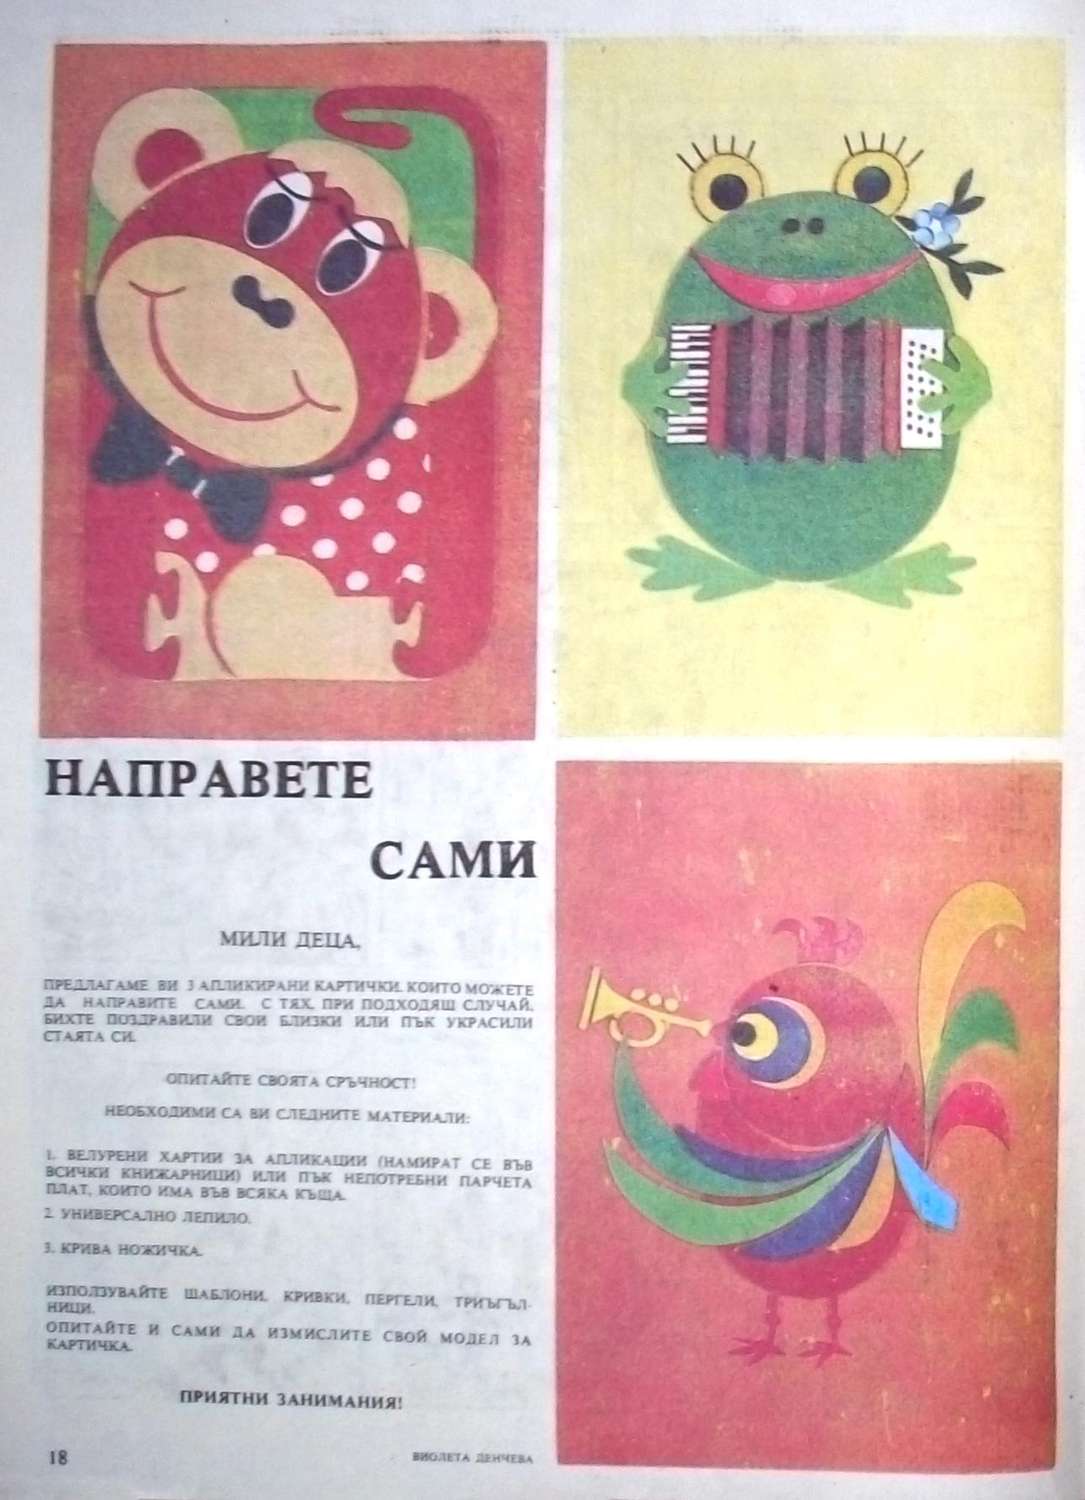 НАПРАВЕТЕ
САМИ
МИЛИ ДЕЦА,
ПРЕДЛАГАМЕ ВИ 3 АПЛИКИРАНИ КАРТИЧКИ, КОИТО МОЖЕТЕ
ДА НАПРАВИТЕ САМИ. С ТЯХ, ПРИ ПОДХОДЯЩ СЛУЧАЙ,
БИХТЕ ПОЗДРАВИЛИ СВОИ БЛИЗКИ ИЛИ ПЪК УКРАСИЛИ
СТАЯТА СИ.
ОПИТАЙТЕ СВОЯТА СРЪЧНОСТ!
НЕОБХОДИМИ СА ВИ СЛЕДНИТЕ МАТЕРИАЛИ:
1. ВЕЛУРЕНИ ХАРТИИ ЗА АПЛИКАЦИИ (НАМИРАТ СЕ ВЪВ
ВСИЧКИ КНИЖАРНИЦИ) ИЛИ ПЪК НЕПОТРЕБНИ ПАРЧЕТА
ПЛАТ, КОИТО ИМА ВЪВ ВСЯКА КЪЩА.
2. УНИВЕРСАЛНО ЛЕПИЛО.
3. КРИВА НОЖИЧКА.
ИЗПОЛЗУВАЙТЕ ШАБЛОНИ, КРИВКИ, ПЕРГЕЛИ, ТРИЪГЪЛ-
НИЦИ.
ОПИТАЙТЕ И САМИ ДА ИЗМИСЛИТЕ СВОЙ МОДЕЛ ЗА
КАРТИЧКА.
ПРИЯТНИ ЗАНИМАНИЯ!
18
ВИОЛЕТА ДЕНЧЕВА